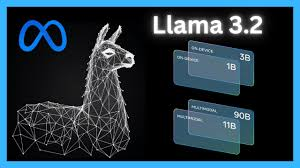 Llama 3.2
ON-DEVICE
3B
ON-DEVICE
1B
MULTIMODAL
90B
MULTIMODAL
11B